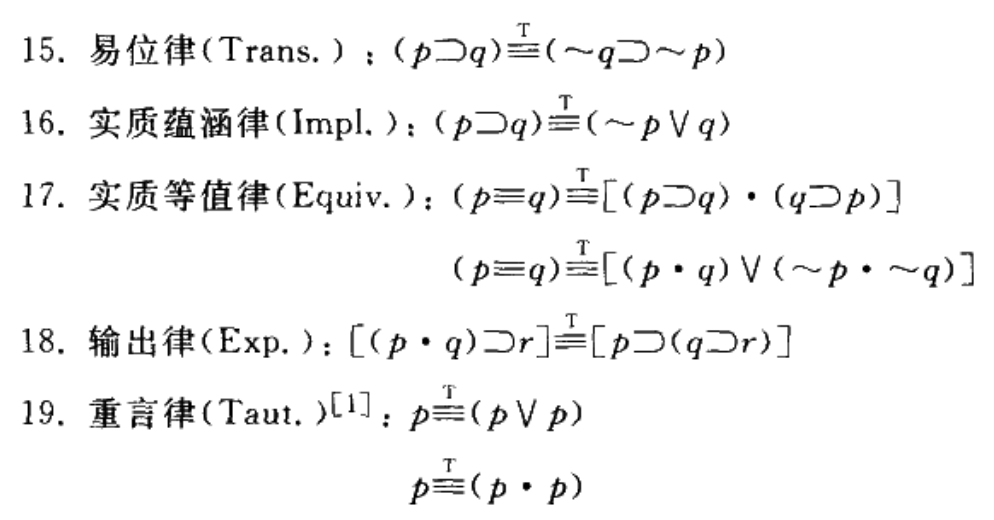 15. 易位律(Trans.):(p⊃q)≡ᵀ(~q⊃~p)
16. 实质蕴涵律(Impl.):(p⊃q)≡ᵀ(~p∨q)
17. 实质等值律(Equiv.):(p≡q)≡ᵀ[(p⊃q)·(q⊃p)]
(p≡q)≡ᵀ[(p·q)∨(~p·~q)]
18. 输出律(Exp.):[(p·q)⊃r]≡ᵀ[p⊃(q⊃r)]
19. 重言律(Taut.)[1]:p≡ᵀ(p∨p)
p≡ᵀ(p·p)